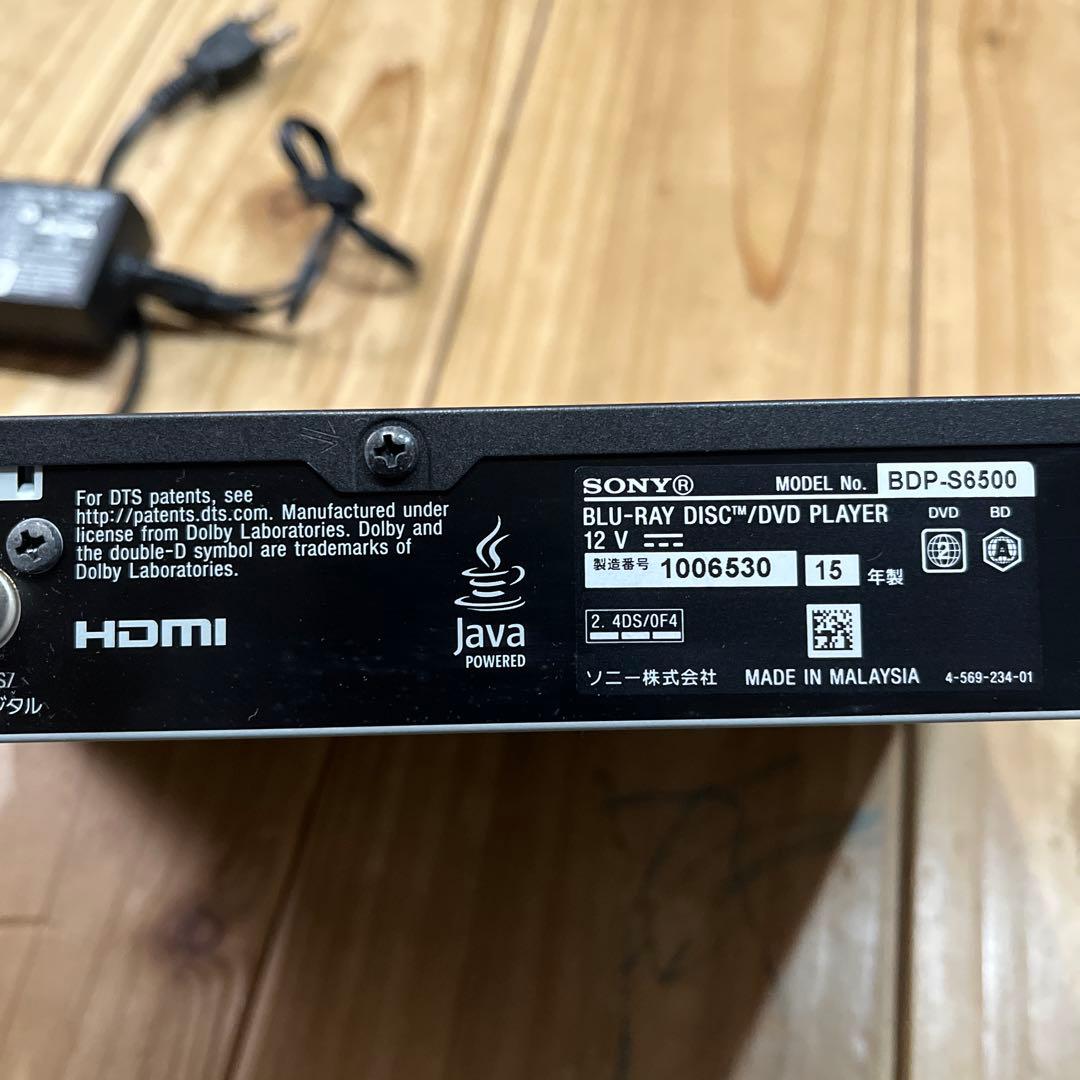 For DTS patents, see
http://patents.dts.com. Manufactured under
license from Dolby Laboratories. Dolby and
the double-D symbol are trademarks of
Dolby Laboratories.
HDMI
ジタル
Java
POWERED
SONY® MODEL No. BDP-S6500
BLU-RAY DISC™/DVD PLAYER DVD BD
12 V 2 A
製造番号 1006530 15 年製
2. 4DS/0F4
ソニー株式会社 MADE IN MALAYSIA 4-569-234-01